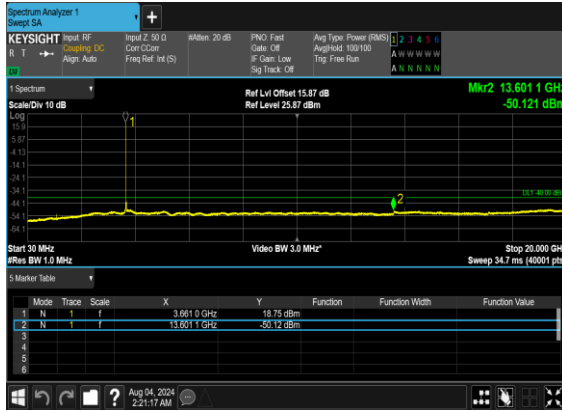 Spectrum Analyzer 1
Swept SA
+
KEYSIGHT Input: RF Input Z: 50 Ω #Atten: 20 dB PNO: Fast Avg Type: Power (RMS) 1 2 3 4 5 6
R T Coupling: DC Corr CCorr Gate: Off Avg|Hold: 100/100 A W W W W W
Align: Auto Freq Ref: Int (S) IF Gain: Low Trig: Free Run
Sig Track: Off A N N N N N
1 Spectrum Ref Lvl Offset 15.87 dB Mkr2 13.601 1 GHz
Scale/Div 10 dB Ref Level 25.87 dBm -50.121 dBm
Log
15.9
5.87
-4.13
-14.1
-24.1
-34.1
-44.1
-54.1
-64.1
1
2
DL1 -40.00 dBm
Start 30 MHz Video BW 3.0 MHz* Stop 20.000 GHz
#Res BW 1.0 MHz Sweep 34.7 ms (40001 pts)
5 Marker Table
Mode Trace Scale X Y Function Function Width Function Value
1 N 1 f 3.661 0 GHz 18.75 dBm
2 N 1 f 13.601 1 GHz -50.12 dBm
3
4
5
6
? Aug 04, 2024
2:21:17 AM